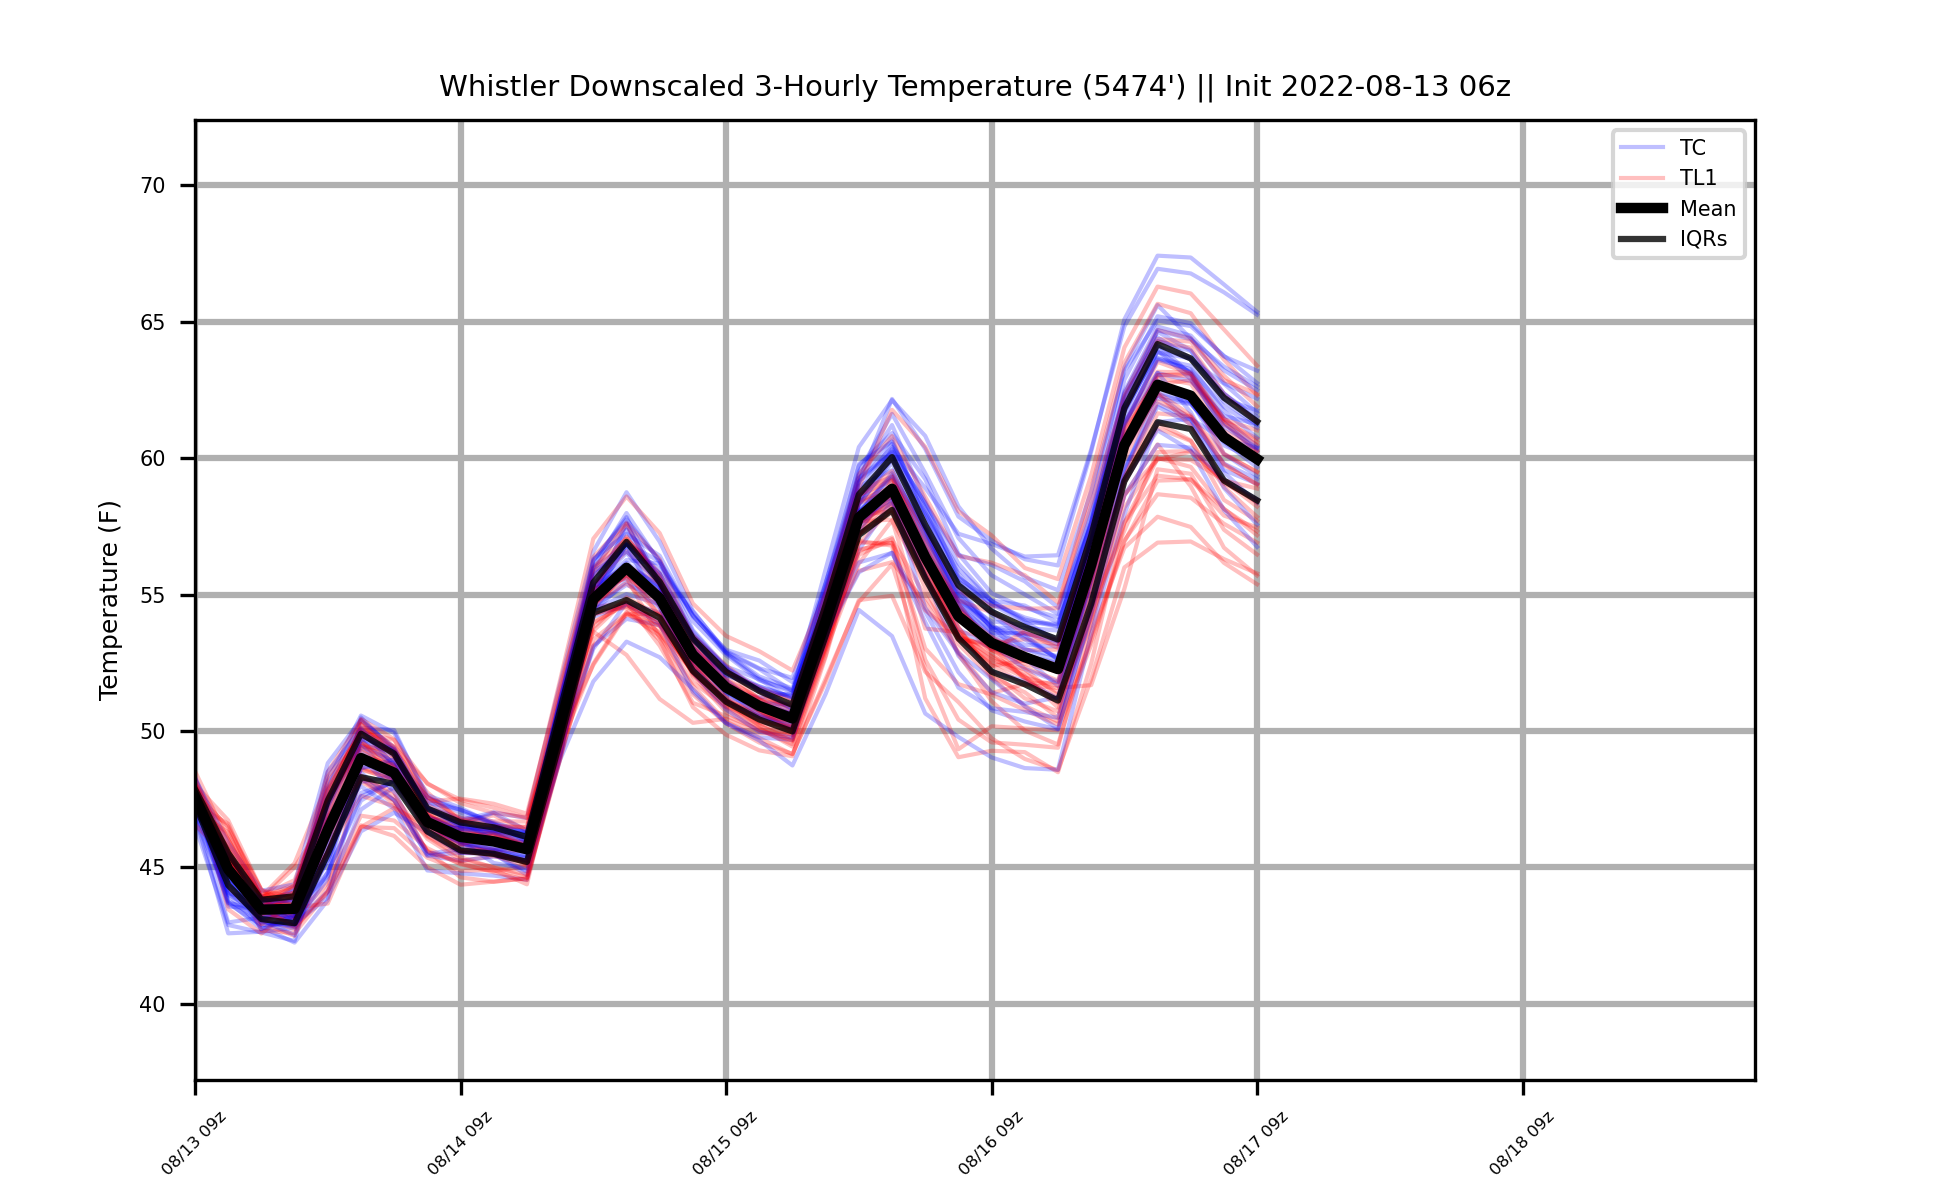 Whistler Downscaled 3-Hourly Temperature (5474') || Init 2022-08-13 06z
TC
TL1
Mean
IQRs
Temperature (F)
70
65
60
55
50
45
40
08/13 09z
08/14 09z
08/15 09z
08/16 09z
08/17 09z
08/18 09z